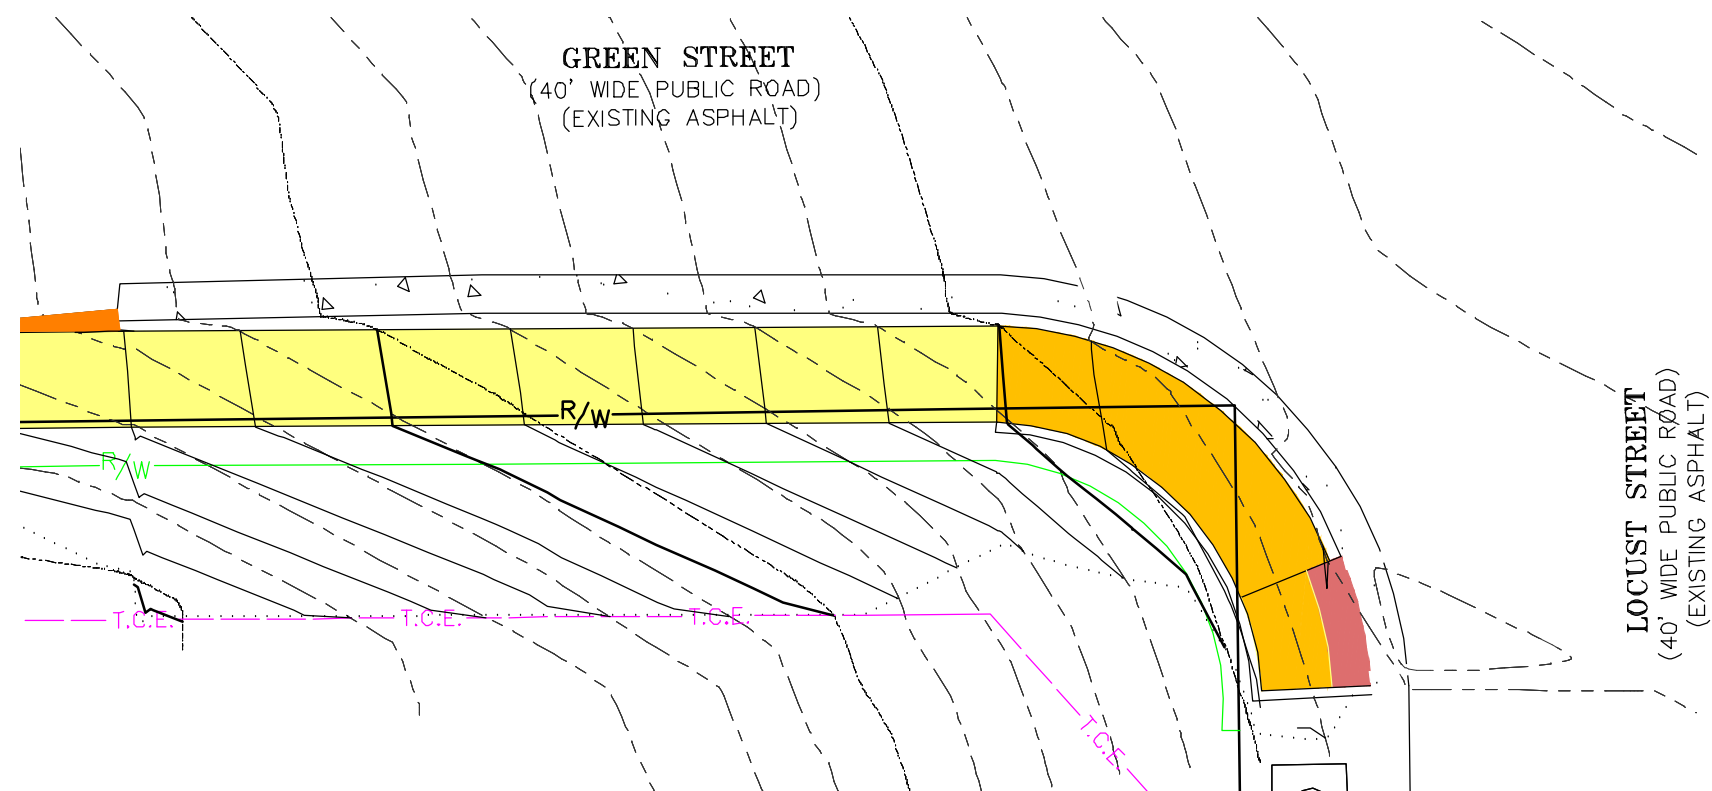 GREEN STREET
(40' WIDE PUBLIC ROAD)
(EXISTING ASPHALT)
R/W
R/W
T.C.E.
T.C.E.
T.C.E.
T.C.E.
LOCUST STREET
(40' WIDE PUBLIC ROAD)
(EXISTING ASPHALT)